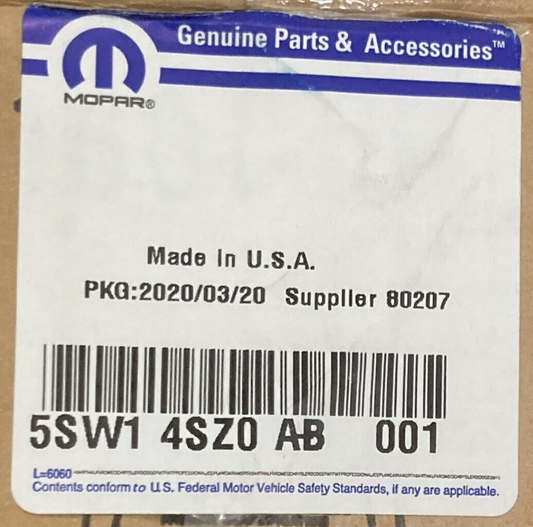 Genuine Parts & Accessories™
MOPAR®
Made in U.S.A.
PKG:2020/03/20 Supplier 80207
5SW1 4SZ0 AB 001
L=6060
Contents conform to U.S. Federal Motor Vehicle Safety Standards, if any are applicable.